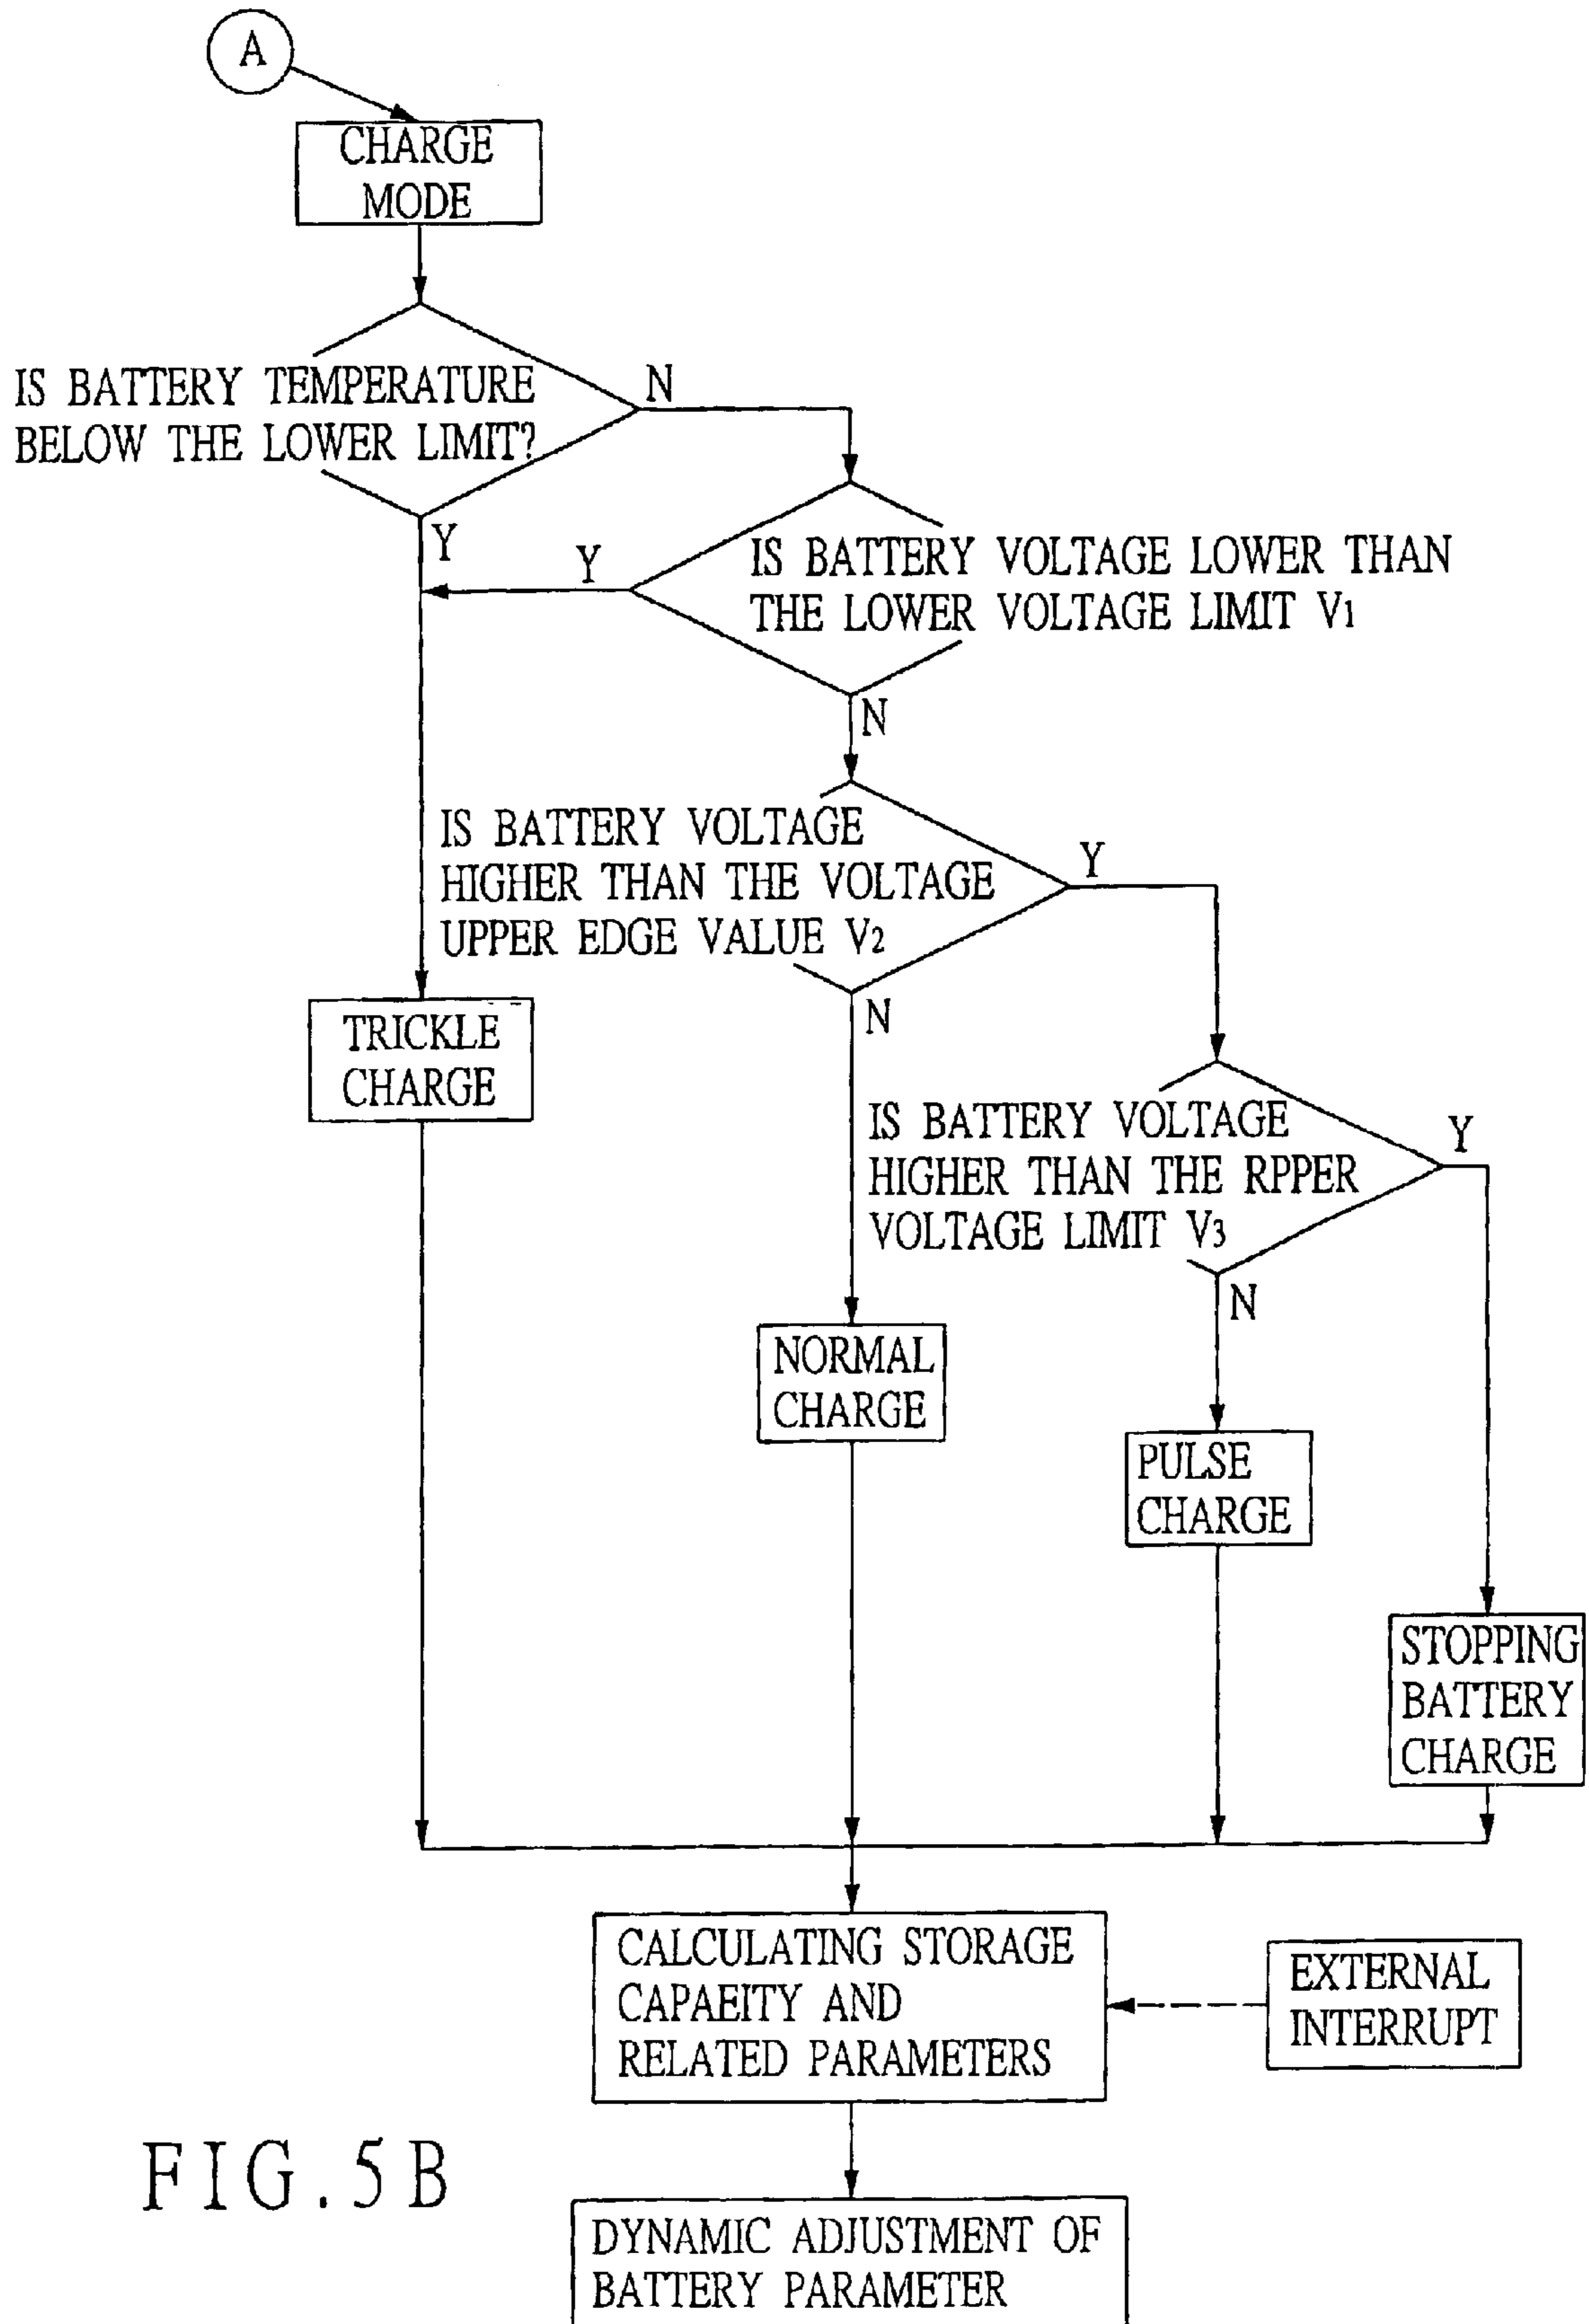 A
CHARGE
MODE
IS BATTERY TEMPERATURE
BELOW THE LOWER LIMIT?
N
Y
Y
IS BATTERY VOLTAGE LOWER THAN
THE LOWER VOLTAGE LIMIT V1
N
IS BATTERY VOLTAGE
HIGHER THAN THE VOLTAGE
UPPER EDGE VALUE V2
Y
N
TRICKLE
CHARGE
IS BATTERY VOLTAGE
HIGHER THAN THE RPPER
VOLTAGE LIMIT V3
Y
N
NORMAL
CHARGE
PULSE
CHARGE
STOPPING
BATTERY
CHARGE
CALCULATING STORAGE
CAPAEITY AND
RELATED PARAMETERS
EXTERNAL
INTERRUPT
FIG.5B
DYNAMIC ADJUSTMENT OF
BATTERY PARAMETER